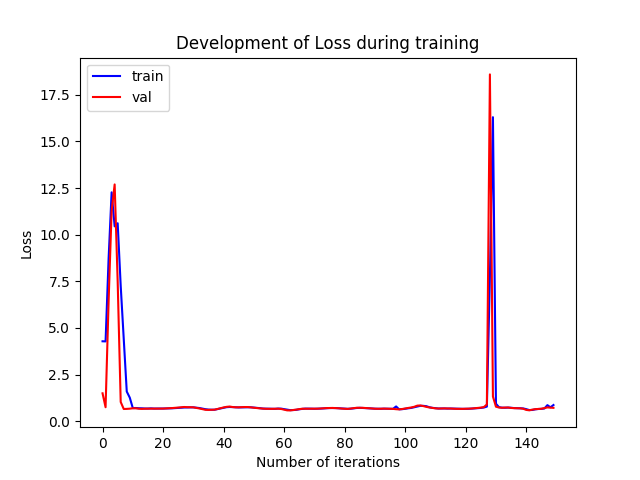 Development of Loss during training
train
val
Loss
17.5
15.0
12.5
10.0
7.5
5.0
2.5
0.0
0 20 40 60 80 100 120 140
Number of iterations